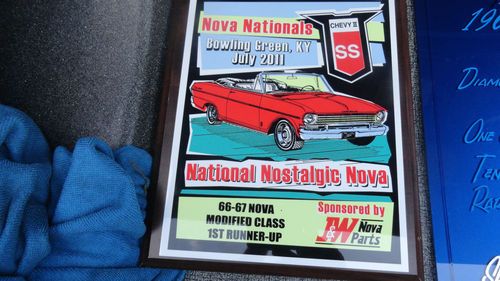 Nova Nationals
Bowling Green, KY
July 2011
CHEVY II
SS
National Nostalgic Nova
66-67 NOVA
MODIFIED CLASS
1ST RUNNER-UP
Sponsored by
J&W Nova
Parts
One